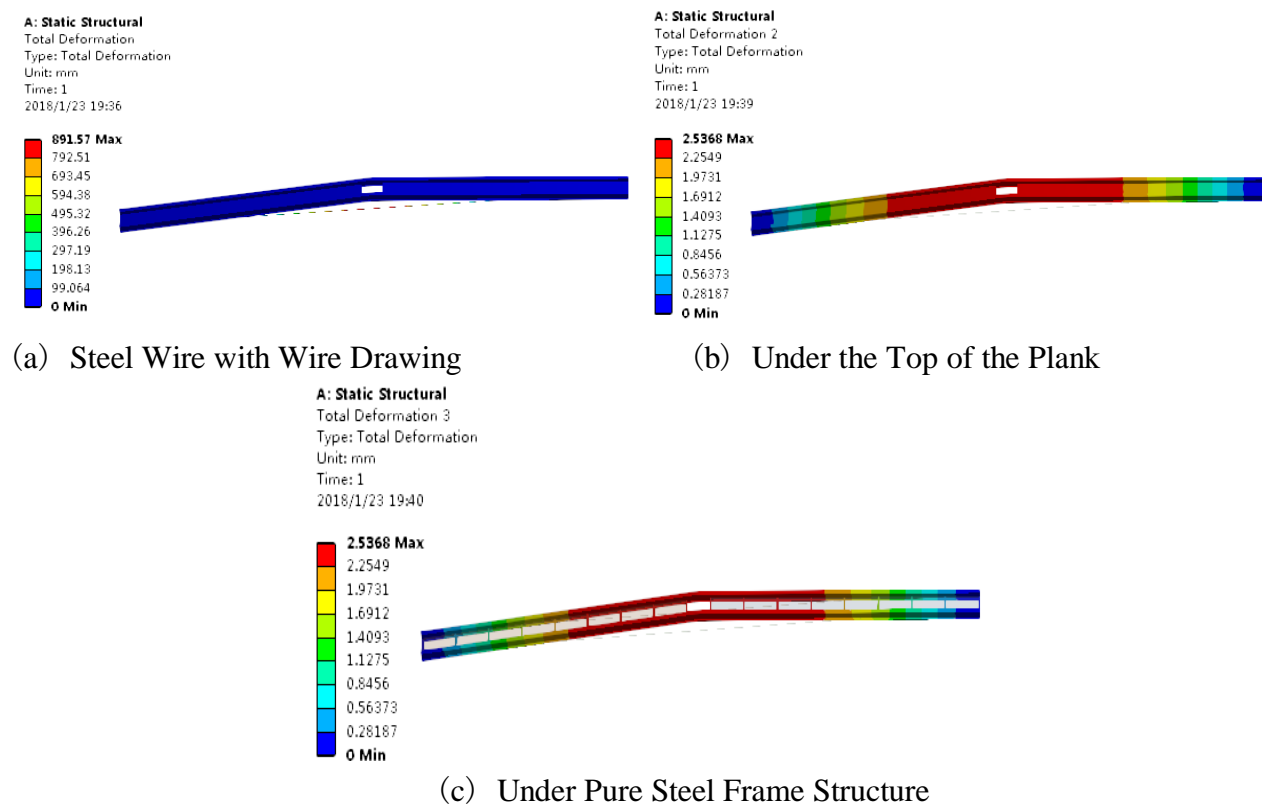 A: Static Structural
Total Deformation
Type: Total Deformation
Unit: mm
Time: 1
2018/1/23 19:36
891.57 Max
792.51
693.45
594.38
495.32
396.26
297.19
198.13
99.064
0 Min
(a) Steel Wire with Wire Drawing
A: Static Structural
Total Deformation 2
Type: Total Deformation
Unit: mm
Time: 1
2018/1/23 19:39
2.5368 Max
2.2549
1.9731
1.6912
1.4093
1.1275
0.8456
0.56373
0.28187
0 Min
(b) Under the Top of the Plank
A: Static Structural
Total Deformation 3
Type: Total Deformation
Unit: mm
Time: 1
2018/1/23 19:40
2.5368 Max
2.2549
1.9731
1.6912
1.4093
1.1275
0.8456
0.56373
0.28187
0 Min
(c) Under Pure Steel Frame Structure